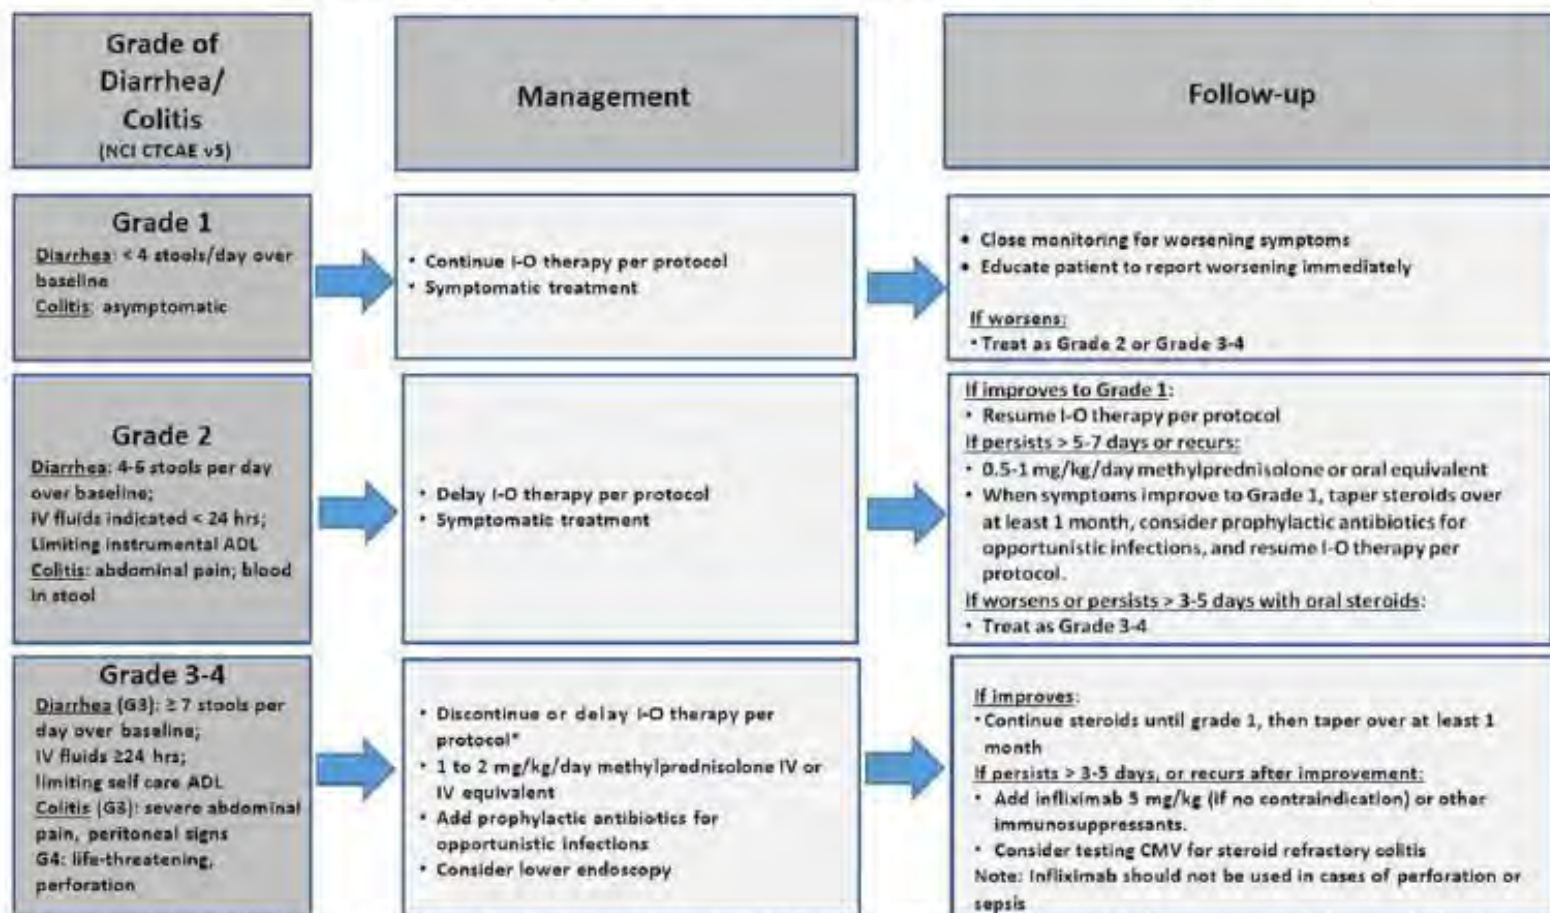 Grade of
Diarrhea/
Colitis
(NCI CTCAE v5)
Management
Follow-up
Grade 1
Diarrhea: < 4 stools/day over
baseline
Colitis: asymptomatic
• Continue I-O therapy per protocol
• Symptomatic treatment
• Close monitoring for worsening symptoms
• Educate patient to report worsening immediately
If worsens:
• Treat as Grade 2 or Grade 3-4
Grade 2
Diarrhea: 4-6 stools per day
over baseline;
IV fluids indicated < 24 hrs;
Limiting instrumental ADL
Colitis: abdominal pain; blood
in stool
• Delay I-O therapy per protocol
• Symptomatic treatment
If improves to Grade 1:
• Resume I-O therapy per protocol
If persists > 5-7 days or recurs:
• 0.5-1 mg/kg/day methylprednisolone or oral equivalent
• When symptoms improve to Grade 1, taper steroids over
at least 1 month, consider prophylactic antibiotics for
opportunistic infections, and resume I-O therapy per
protocol.
If worsens or persists > 3-5 days with oral steroids:
• Treat as Grade 3-4
Grade 3-4
Diarrhea (G3): ≥ 7 stools per
day over baseline;
IV fluids ≥24 hrs;
limiting self care ADL
Colitis (G3): severe abdominal
pain, peritoneal signs
G4: life-threatening,
perforation
• Discontinue or delay I-O therapy per
protocol*
• 1 to 2 mg/kg/day methylprednisolone IV or
IV equivalent
• Add prophylactic antibiotics for
opportunistic infections
• Consider lower endoscopy
If improves:
• Continue steroids until grade 1, then taper over at least 1
month
If persists > 3-5 days, or recurs after improvement:
• Add infliximab 5 mg/kg (if no contraindication) or other
immunosuppressants.
• Consider testing CMV for steroid refractory colitis
Note: Infliximab should not be used in cases of perforation or
sepsis